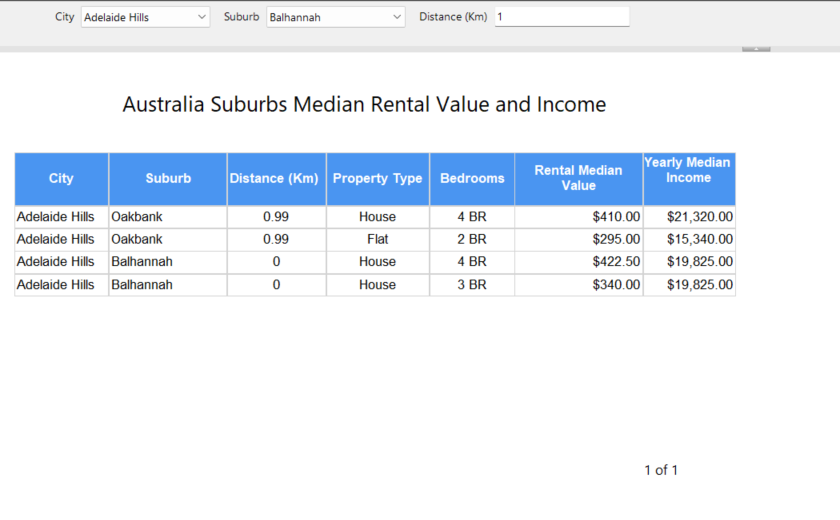 City Adelaide Hills Suburb Balhannah Distance (Km) 1
Australia Suburbs Median Rental Value and Income
City Suburb Distance (Km) Property Type Bedrooms Rental Median Value Yearly Median Income
Adelaide Hills Oakbank 0.99 House 4 BR $410.00 $21,320.00
Adelaide Hills Oakbank 0.99 Flat 2 BR $295.00 $15,340.00
Adelaide Hills Balhannah 0 House 4 BR $422.50 $19,825.00
Adelaide Hills Balhannah 0 House 3 BR $340.00 $19,825.00
1 of 1